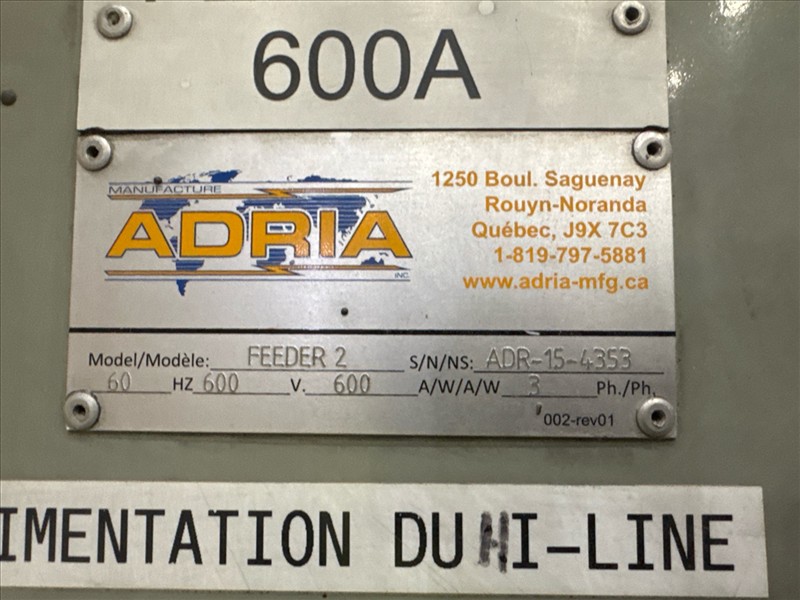 600A
MANUFACTURE
ADRIA
INC.
1250 Boul. Saguenay
Rouyn-Noranda
Québec, J9X 7C3
1-819-797-5881
www.adria-mfg.ca
Model/Modèle: FEEDER 2 S/N/NS: ADR-15-4353
60 HZ 600 V. 600 A/W/A/W 3 Ph./Ph.
002-rev01
IMENTATION DU HI-LINE